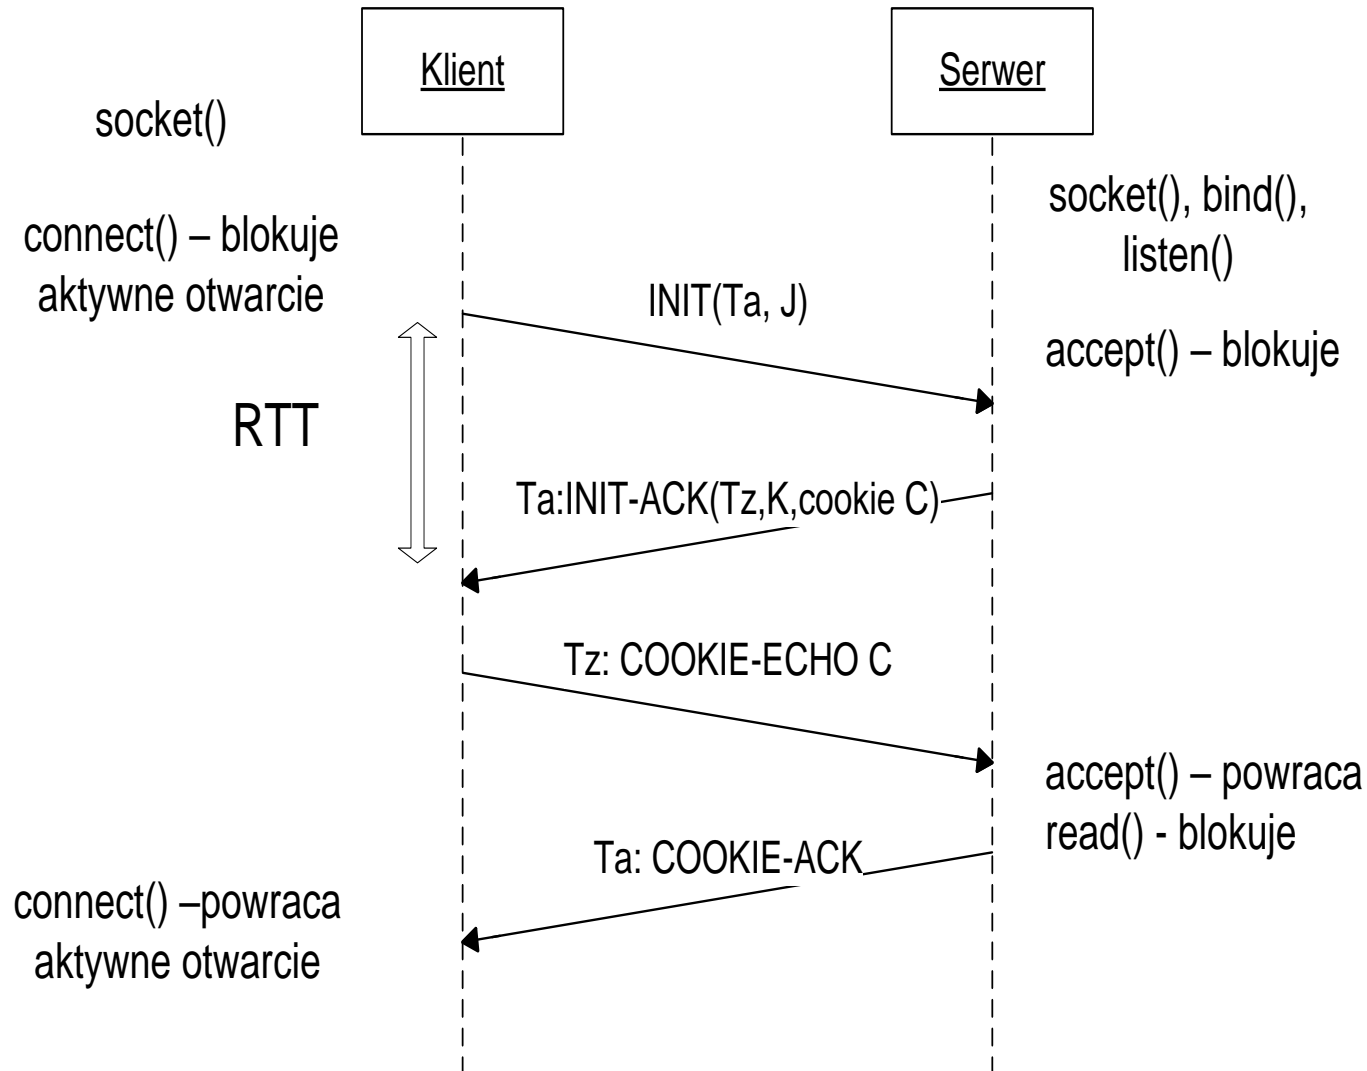 Klient
Serwer
socket()
socket(), bind(),
listen()
connect() – blokuje
aktywne otwarcie
INIT(Ta, J)
accept() – blokuje
RTT
Ta:INIT-ACK(Tz,K,cookie C)
Tz: COOKIE-ECHO C
accept() – powraca
read() - blokuje
Ta: COOKIE-ACK
connect() –powraca
aktywne otwarcie